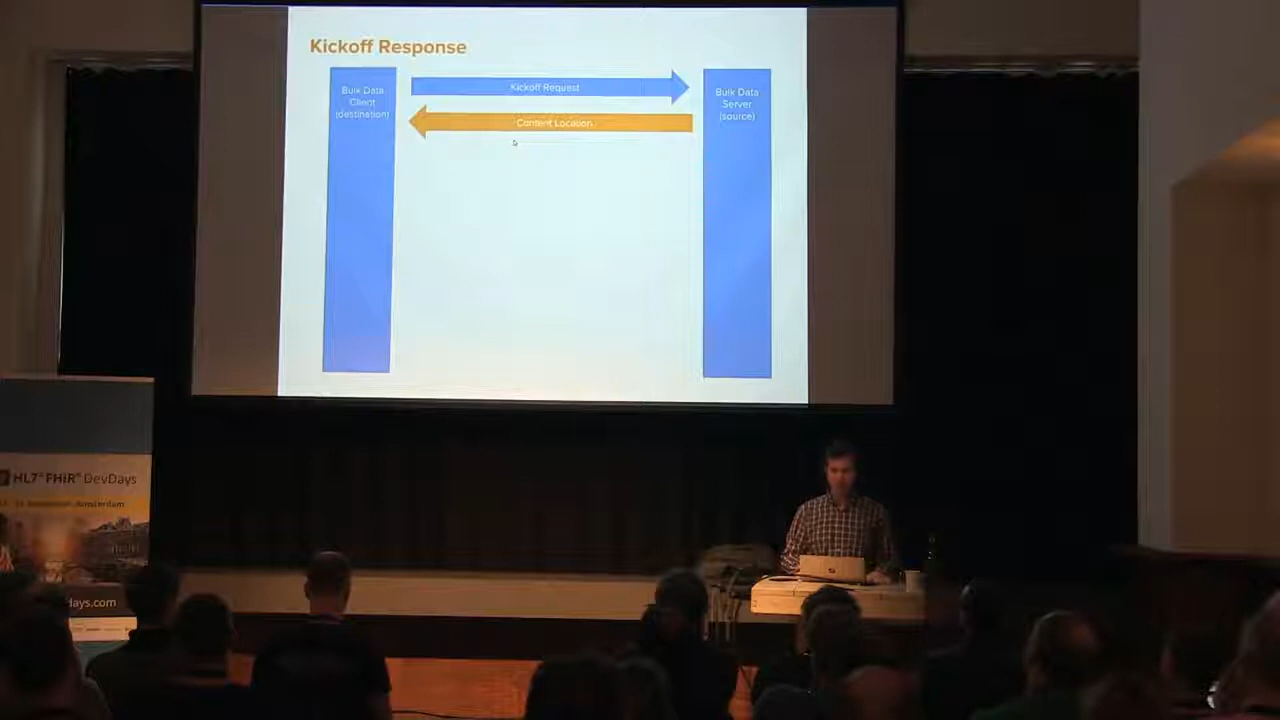 Kickoff Response
Bulk Data
Client
(destination)
Kickoff Request
Content Location
Bulk Data
Server
(source)
HL7® FHIR® DevDays
Amsterdam
days.com